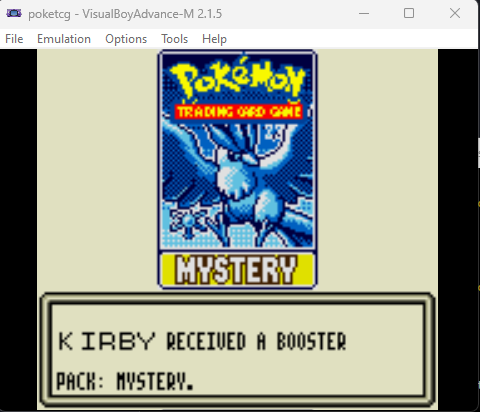 poketcg - VisualBoyAdvance-M 2.1.5
File Emulation Options Tools Help
POKéMON
TRADING CARD GAME
MYSTERY
KIRBY RECEIVED A BOOSTER
PACK: MYSTERY.